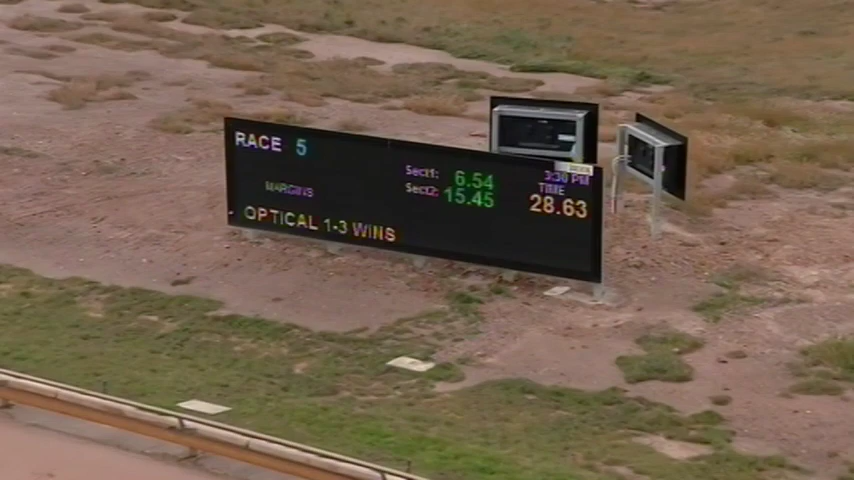 RACE 5
Sect1: 6.54
3:30 PM
MARGINS
Sect2: 15.45
TIME
28.63
OPTICAL 1-3 WINS